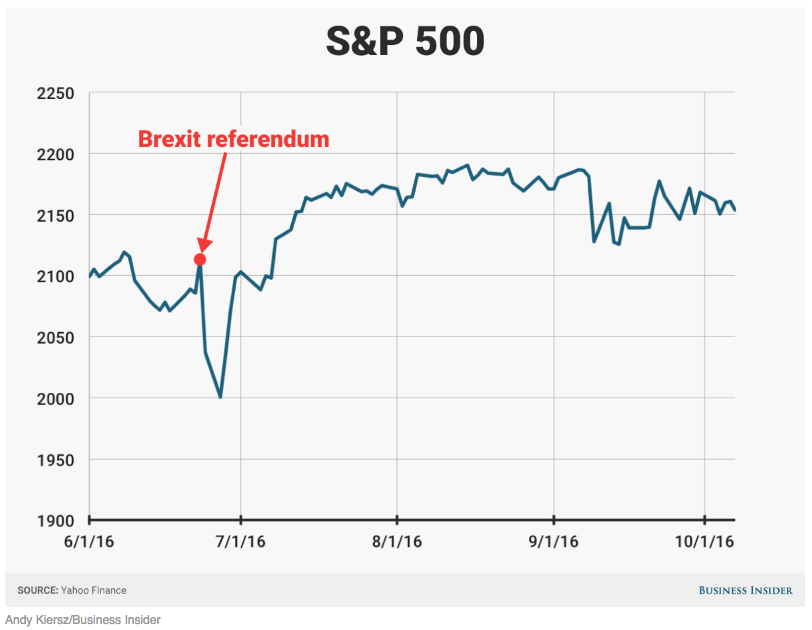 S&P 500
2250
Brexit referendum
2200
2150
2100
2050
2000
1950
1900
6/1/16 7/1/16 8/1/16 9/1/16 10/1/16
SOURCE: Yahoo Finance BUSINESS INSIDER
Andy Kiersz/Business Insider